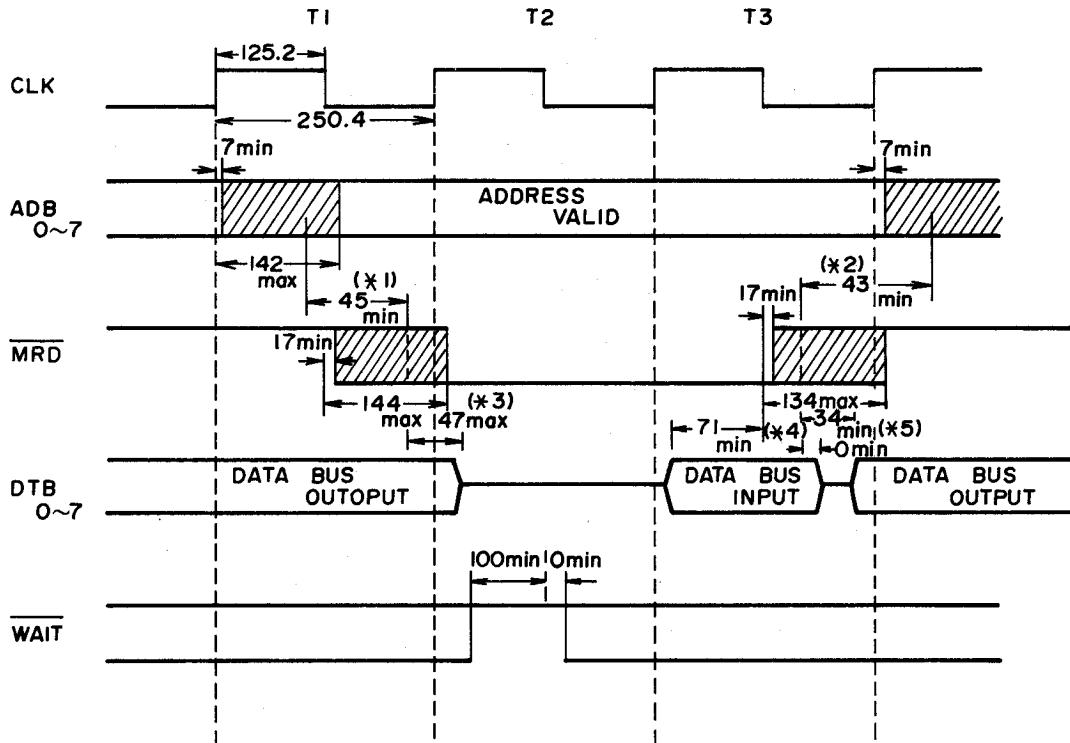 T1 T2 T3
125.2
CLK
250.4
7min 7min
ADDRESS
VALID
ADB
0~7
142
max
(*1)
45
min
(*2)
43
min
17min
17min
MRD
144
max
(*3)
47max
134max
34
min(*5)
71
min
(*4)
0min
DATA BUS
OUTOPUT
DATA BUS
INPUT
DATA BUS
OUTPUT
DTB
0~7
100min 0min
WAIT